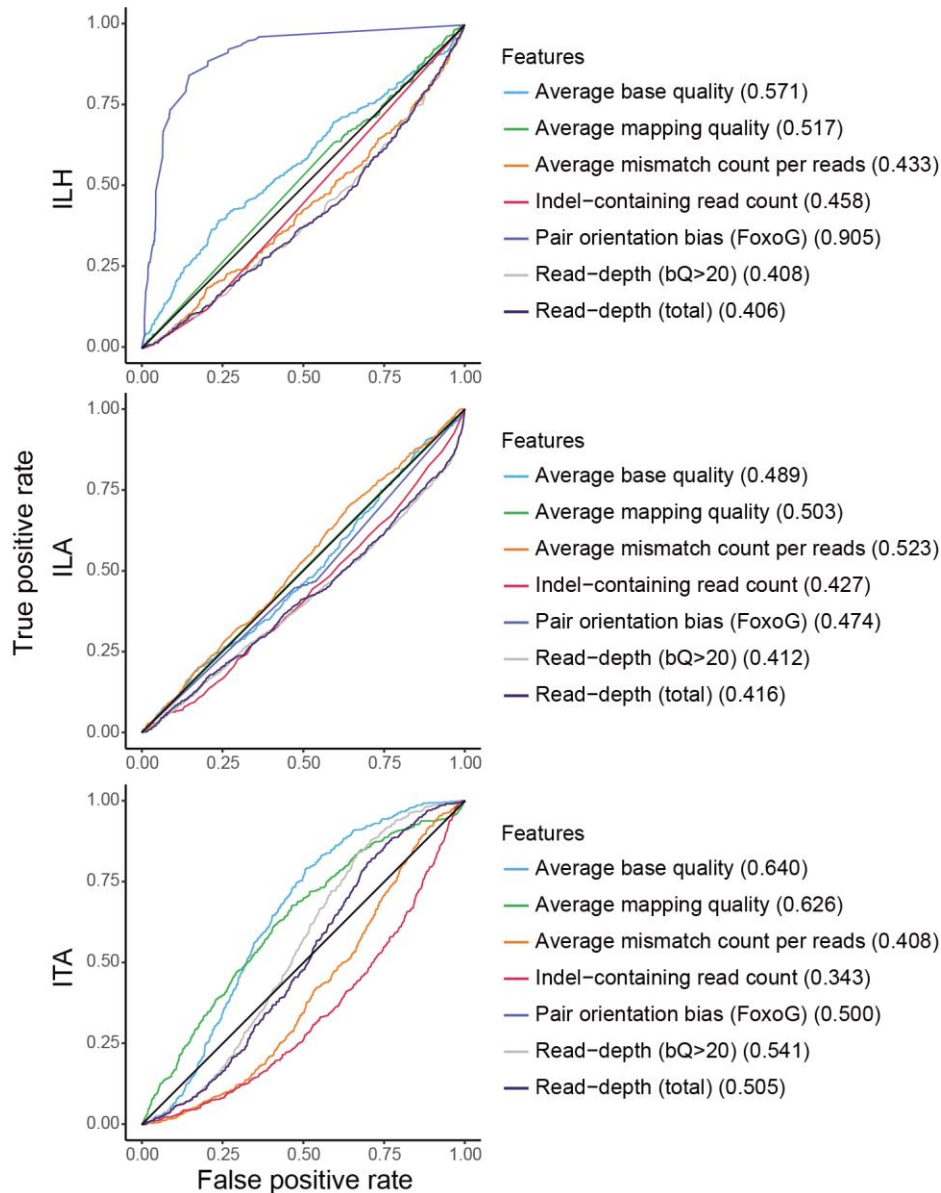 True positive rate
ILH
1.00
0.75
0.50
0.25
0.00
0.00 0.25 0.50 0.75 1.00
Features
Average base quality (0.571)
Average mapping quality (0.517)
Average mismatch count per reads (0.433)
Indel−containing read count (0.458)
Pair orientation bias (FoxoG) (0.905)
Read−depth (bQ>20) (0.408)
Read−depth (total) (0.406)
ILA
1.00
0.75
0.50
0.25
0.00
0.00 0.25 0.50 0.75 1.00
Features
Average base quality (0.489)
Average mapping quality (0.503)
Average mismatch count per reads (0.523)
Indel−containing read count (0.427)
Pair orientation bias (FoxoG) (0.474)
Read−depth (bQ>20) (0.412)
Read−depth (total) (0.416)
ITA
1.00
0.75
0.50
0.25
0.00
0.00 0.25 0.50 0.75 1.00
Features
Average base quality (0.640)
Average mapping quality (0.626)
Average mismatch count per reads (0.408)
Indel−containing read count (0.343)
Pair orientation bias (FoxoG) (0.500)
Read−depth (bQ>20) (0.541)
Read−depth (total) (0.505)
False positive rate